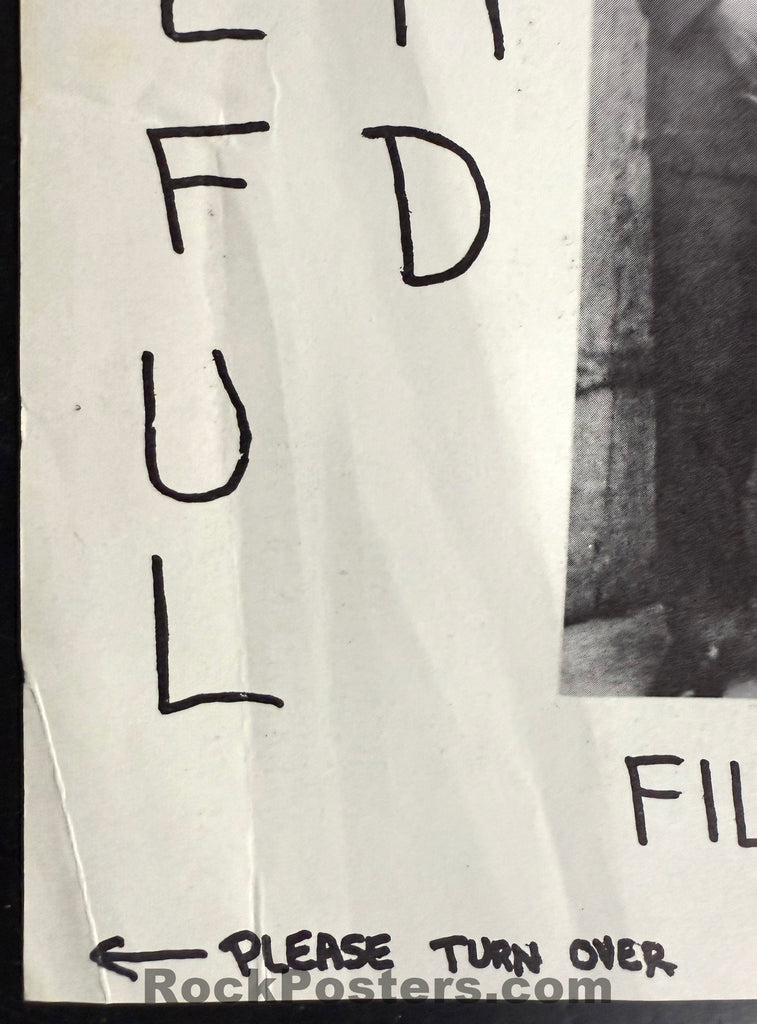 F D
U
L
FIL
← PLEASE TURN OVER
RockPosters.com